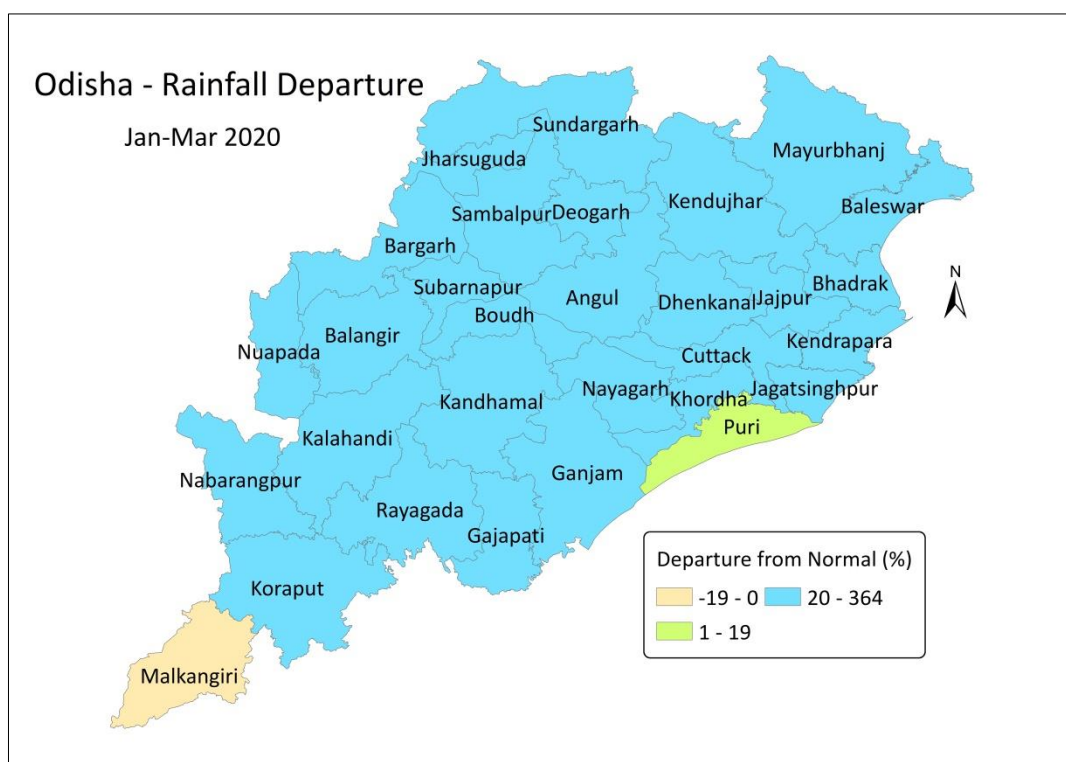 Odisha - Rainfall Departure
Jan-Mar 2020
Sundargarh
Mayurbhanj
Jharsuguda
Kendujhar
Baleswar
Sambalpur
Deogarh
Bargarh
Subarnapur
Angul
Dhenkanal
Jajpur
Bhadrak
Boudh
Balangir
Nuapada
Kendrapara
Cuttack
Nayagarh
Khordha
Jagatsinghpur
Kandhamal
Puri
Kalahandi
Ganjam
Nabarangpur
Rayagada
Gajapati
Koraput
Malkangiri
N
Departure from Normal (%)
-19 - 0
20 - 364
1 - 19